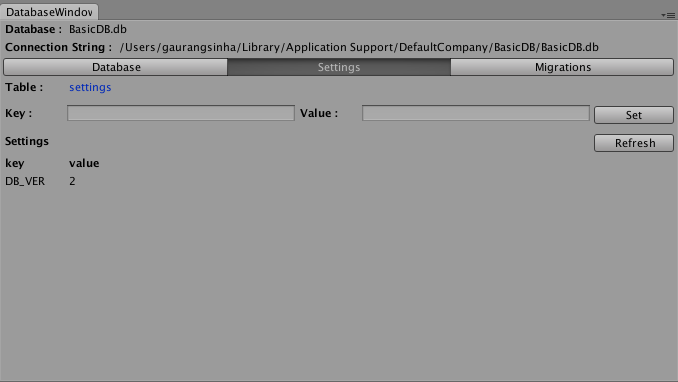 DatabaseWindow
Database : BasicDB.db
Connection String : /Users/gaurangsinha/Library/Application Support/DefaultCompany/BasicDB/BasicDB.db
Database Settings Migrations
Table : settings
Key : Value : Set
Settings Refresh
key value
DB_VER 2